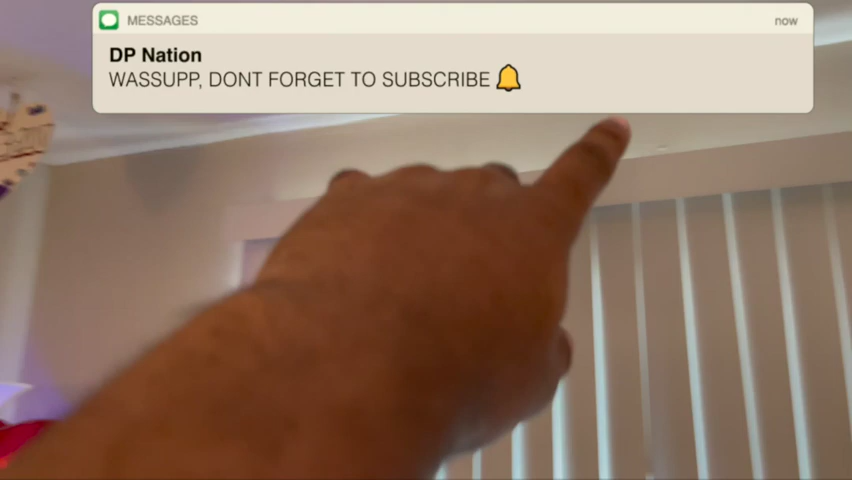 MESSAGES now
DP Nation
WASSUPP, DONT FORGET TO SUBSCRIBE 🔔